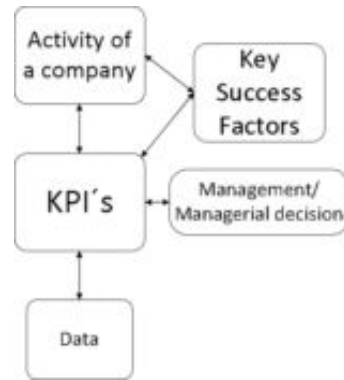 Activity of
a company
Key
Success
Factors
KPI´s
Management/
Managerial decision
Data